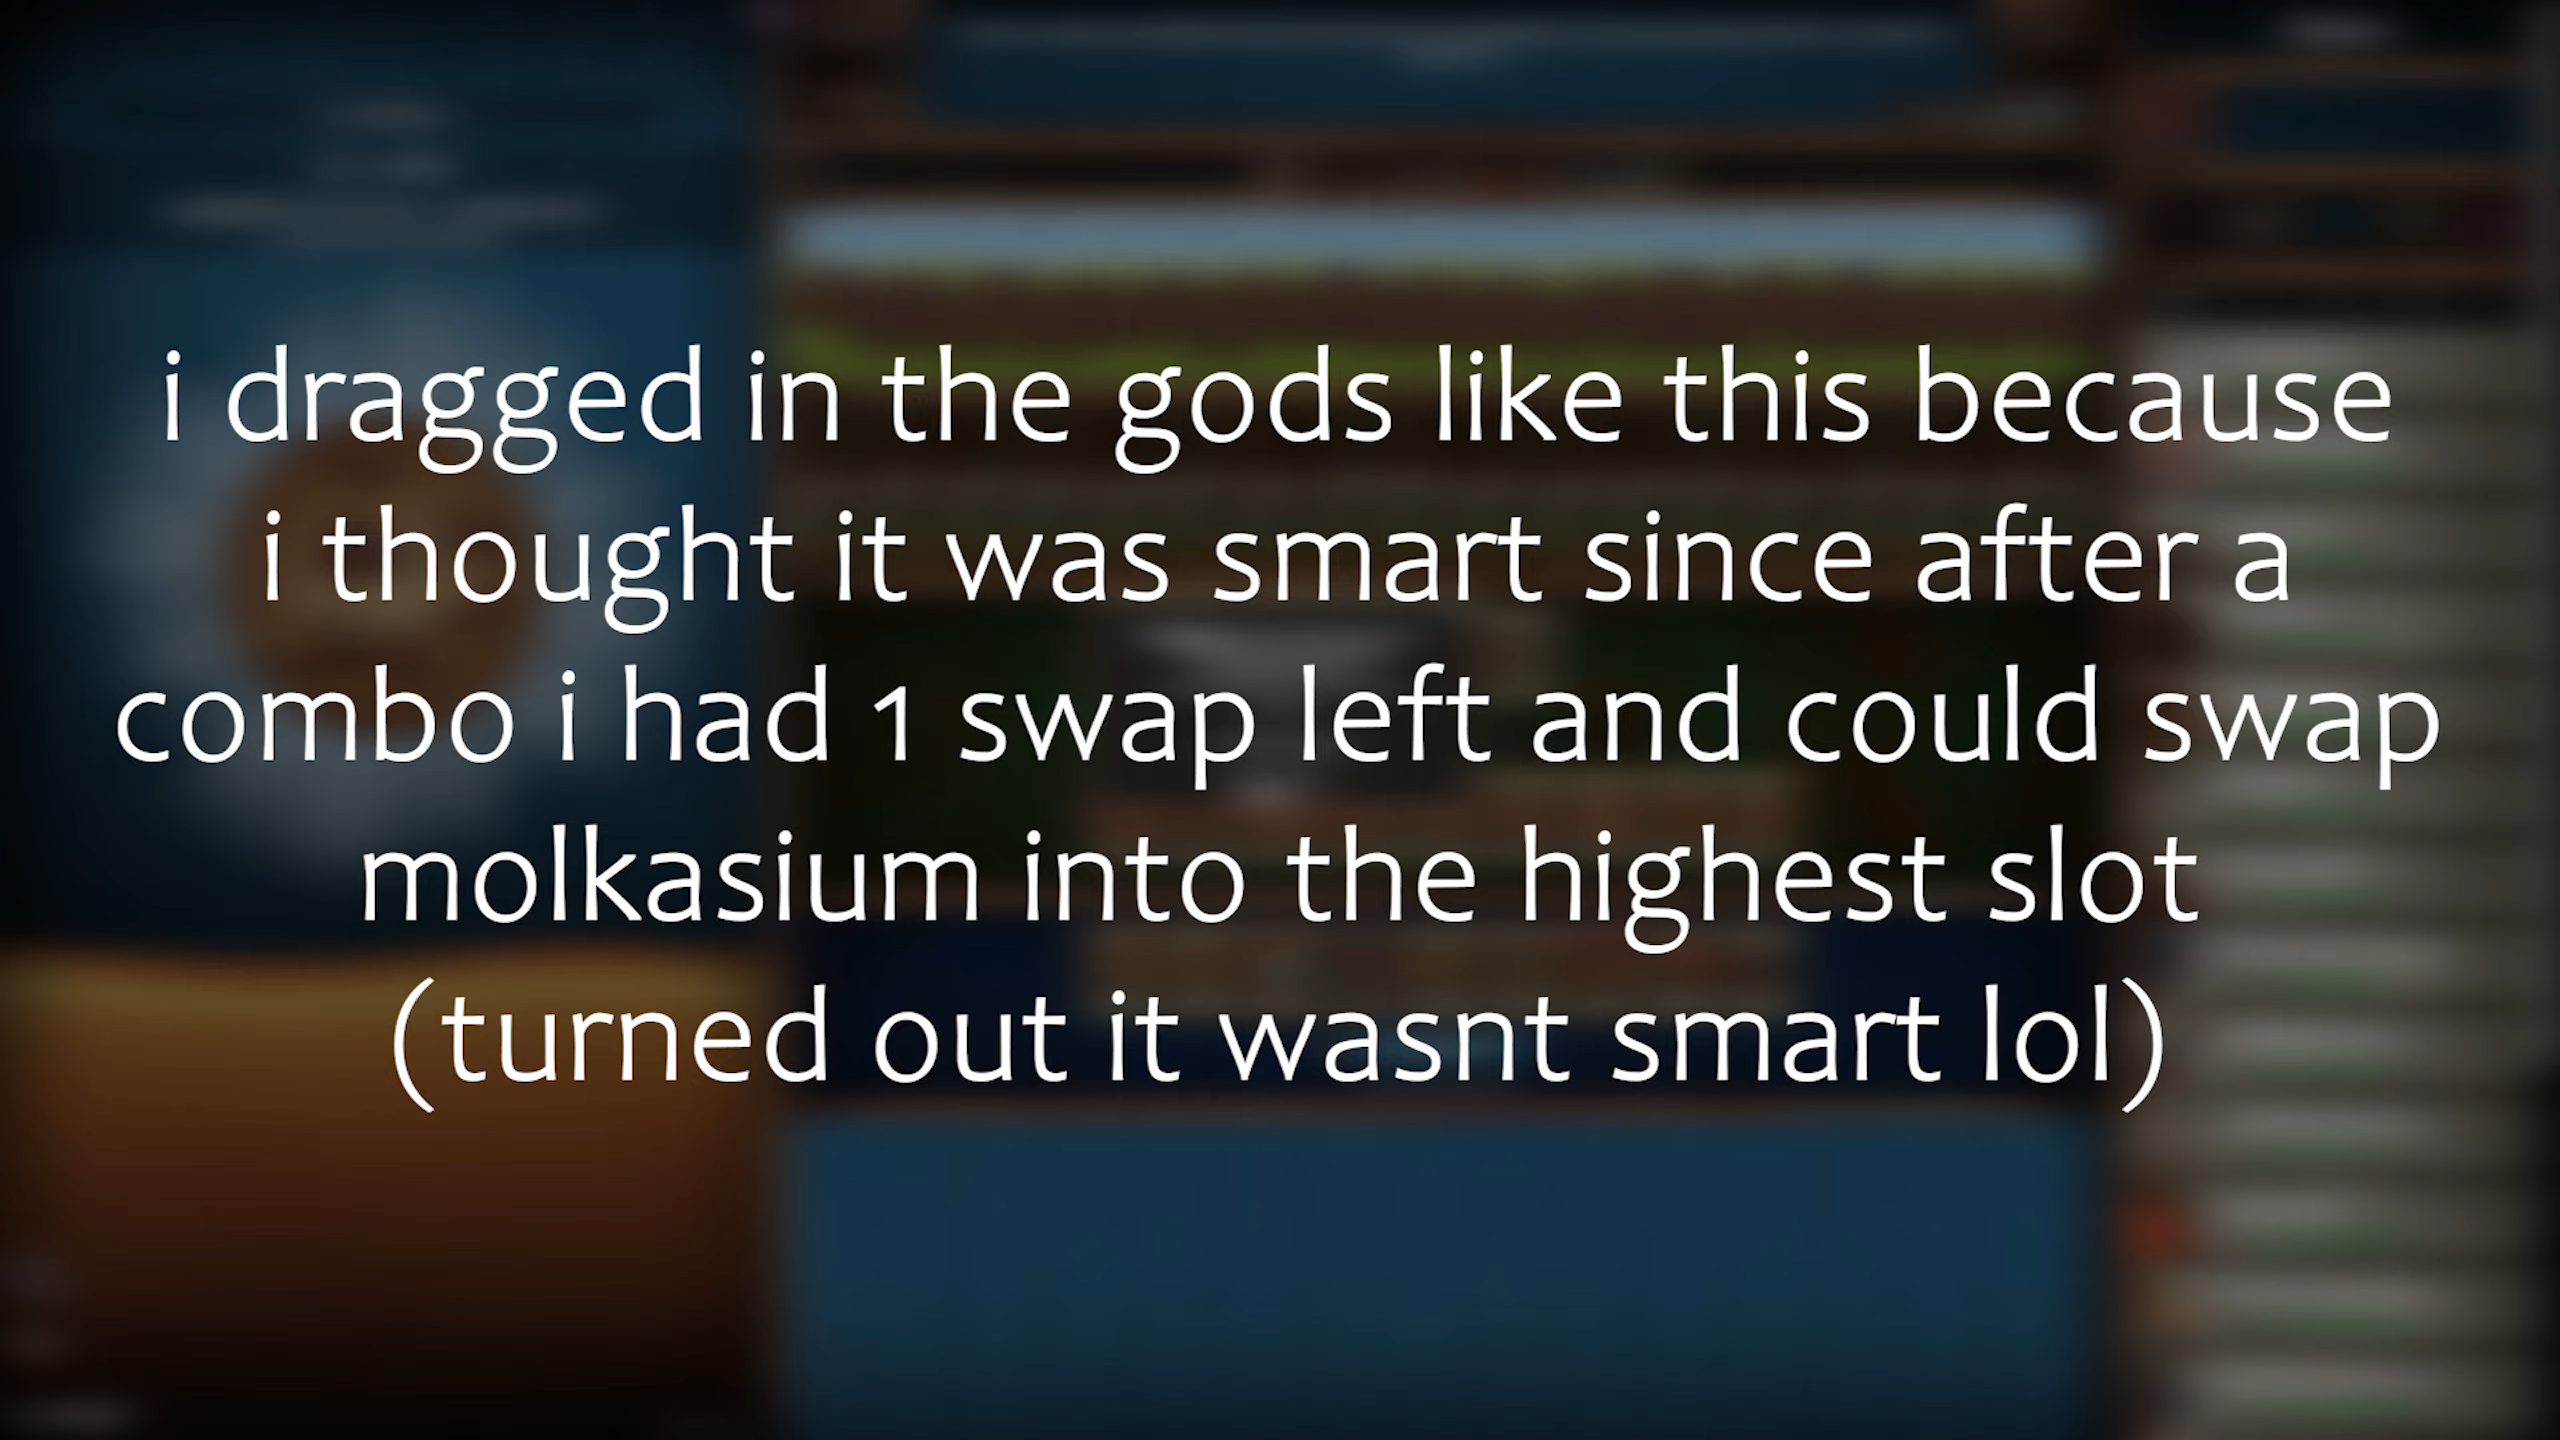 i dragged in the gods like this because
i thought it was smart since after a
combo i had 1 swap left and could swap
molkasium into the highest slot
(turned out it wasnt smart lol)